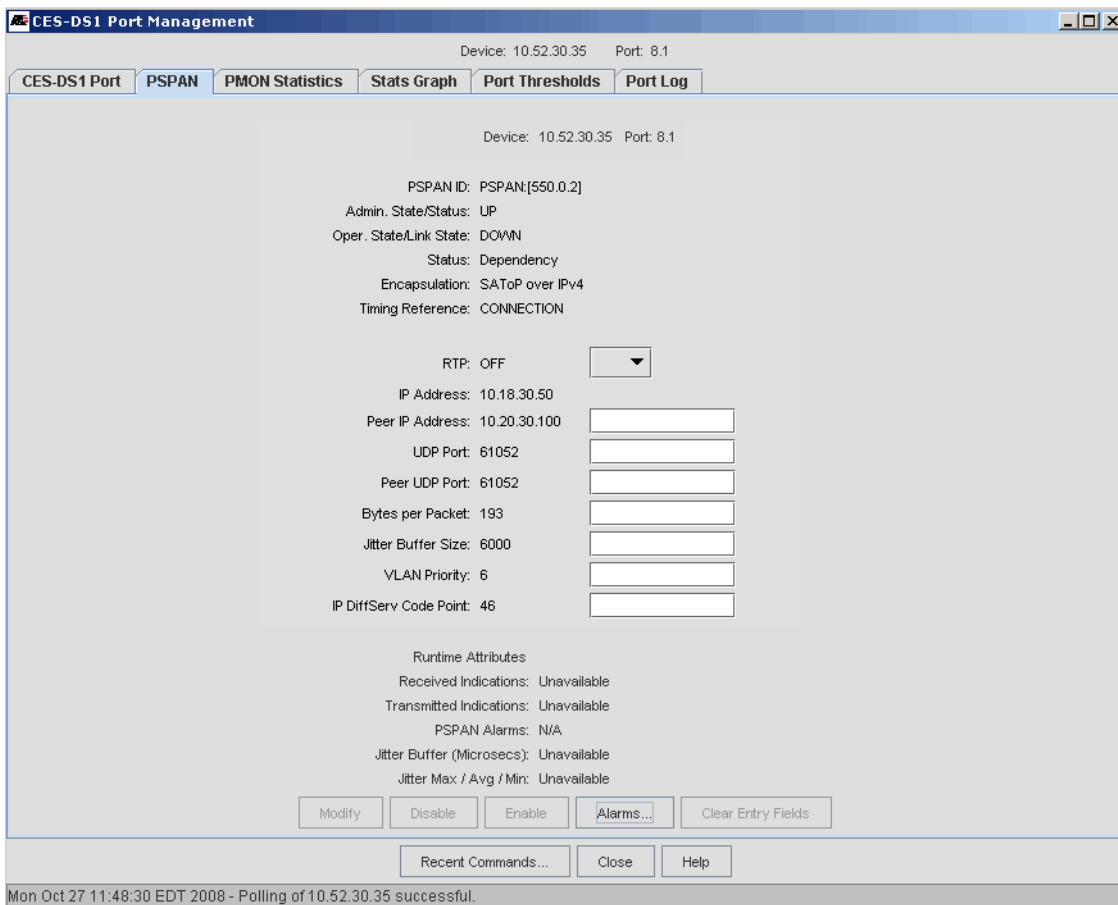 CES-DS1 Port Management
Device: 10.52.30.35 Port: 8.1
CES-DS1 Port PSPAN PMON Statistics Stats Graph Port Thresholds Port Log
Device: 10.52.30.35 Port: 8.1
PSPAN ID: PSPAN:[550.0.2]
Admin. State/Status: UP
Oper. State/Link State: DOWN
Status: Dependency
Encapsulation: SAToP over IPv4
Timing Reference: CONNECTION
RTP: OFF
IP Address: 10.18.30.50
Peer IP Address: 10.20.30.100
UDP Port: 61052
Peer UDP Port: 61052
Bytes per Packet: 193
Jitter Buffer Size: 6000
VLAN Priority: 6
IP DiffServ Code Point: 46
Runtime Attributes
Received Indications: Unavailable
Transmitted Indications: Unavailable
PSPAN Alarms: N/A
Jitter Buffer (Microsecs): Unavailable
Jitter Max / Avg / Min: Unavailable
Modify Disable Enable Alarms... Clear Entry Fields
Recent Commands... Close Help
Mon Oct 27 11:48:30 EDT 2008 - Polling of 10.52.30.35 successful.